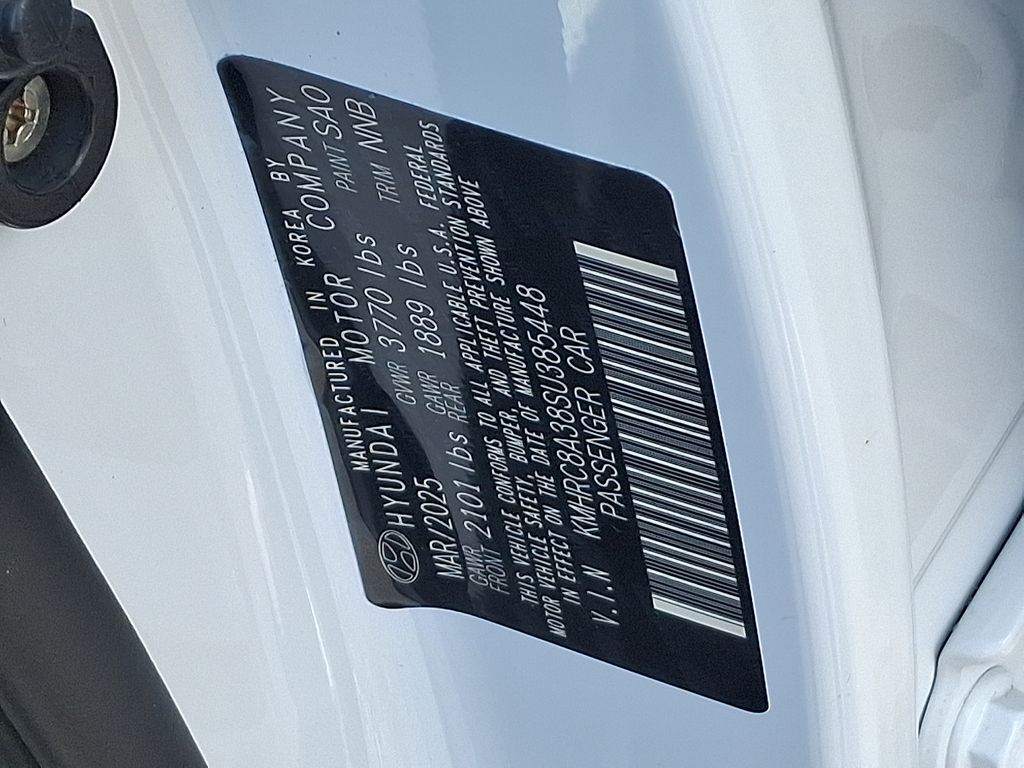 MANUFACTURED IN KOREA BY
HYUNDAI MOTOR COMPANY
MAR/2025 GVWR 3770 lbs PAINT SAO
GAWR FRONT 2101 lbs GAWR REAR 1889 lbs TRIM NNB
THIS VEHICLE CONFORMS TO ALL APPLICABLE U.S.A. FEDERAL
MOTOR VEHICLE SAFETY, BUMPER, AND THEFT PREVENTION STANDARDS
IN EFFECT ON THE DATE OF MANUFACTURE SHOWN ABOVE
V.I.N KMHRC8A38SU385448
PASSENGER CAR